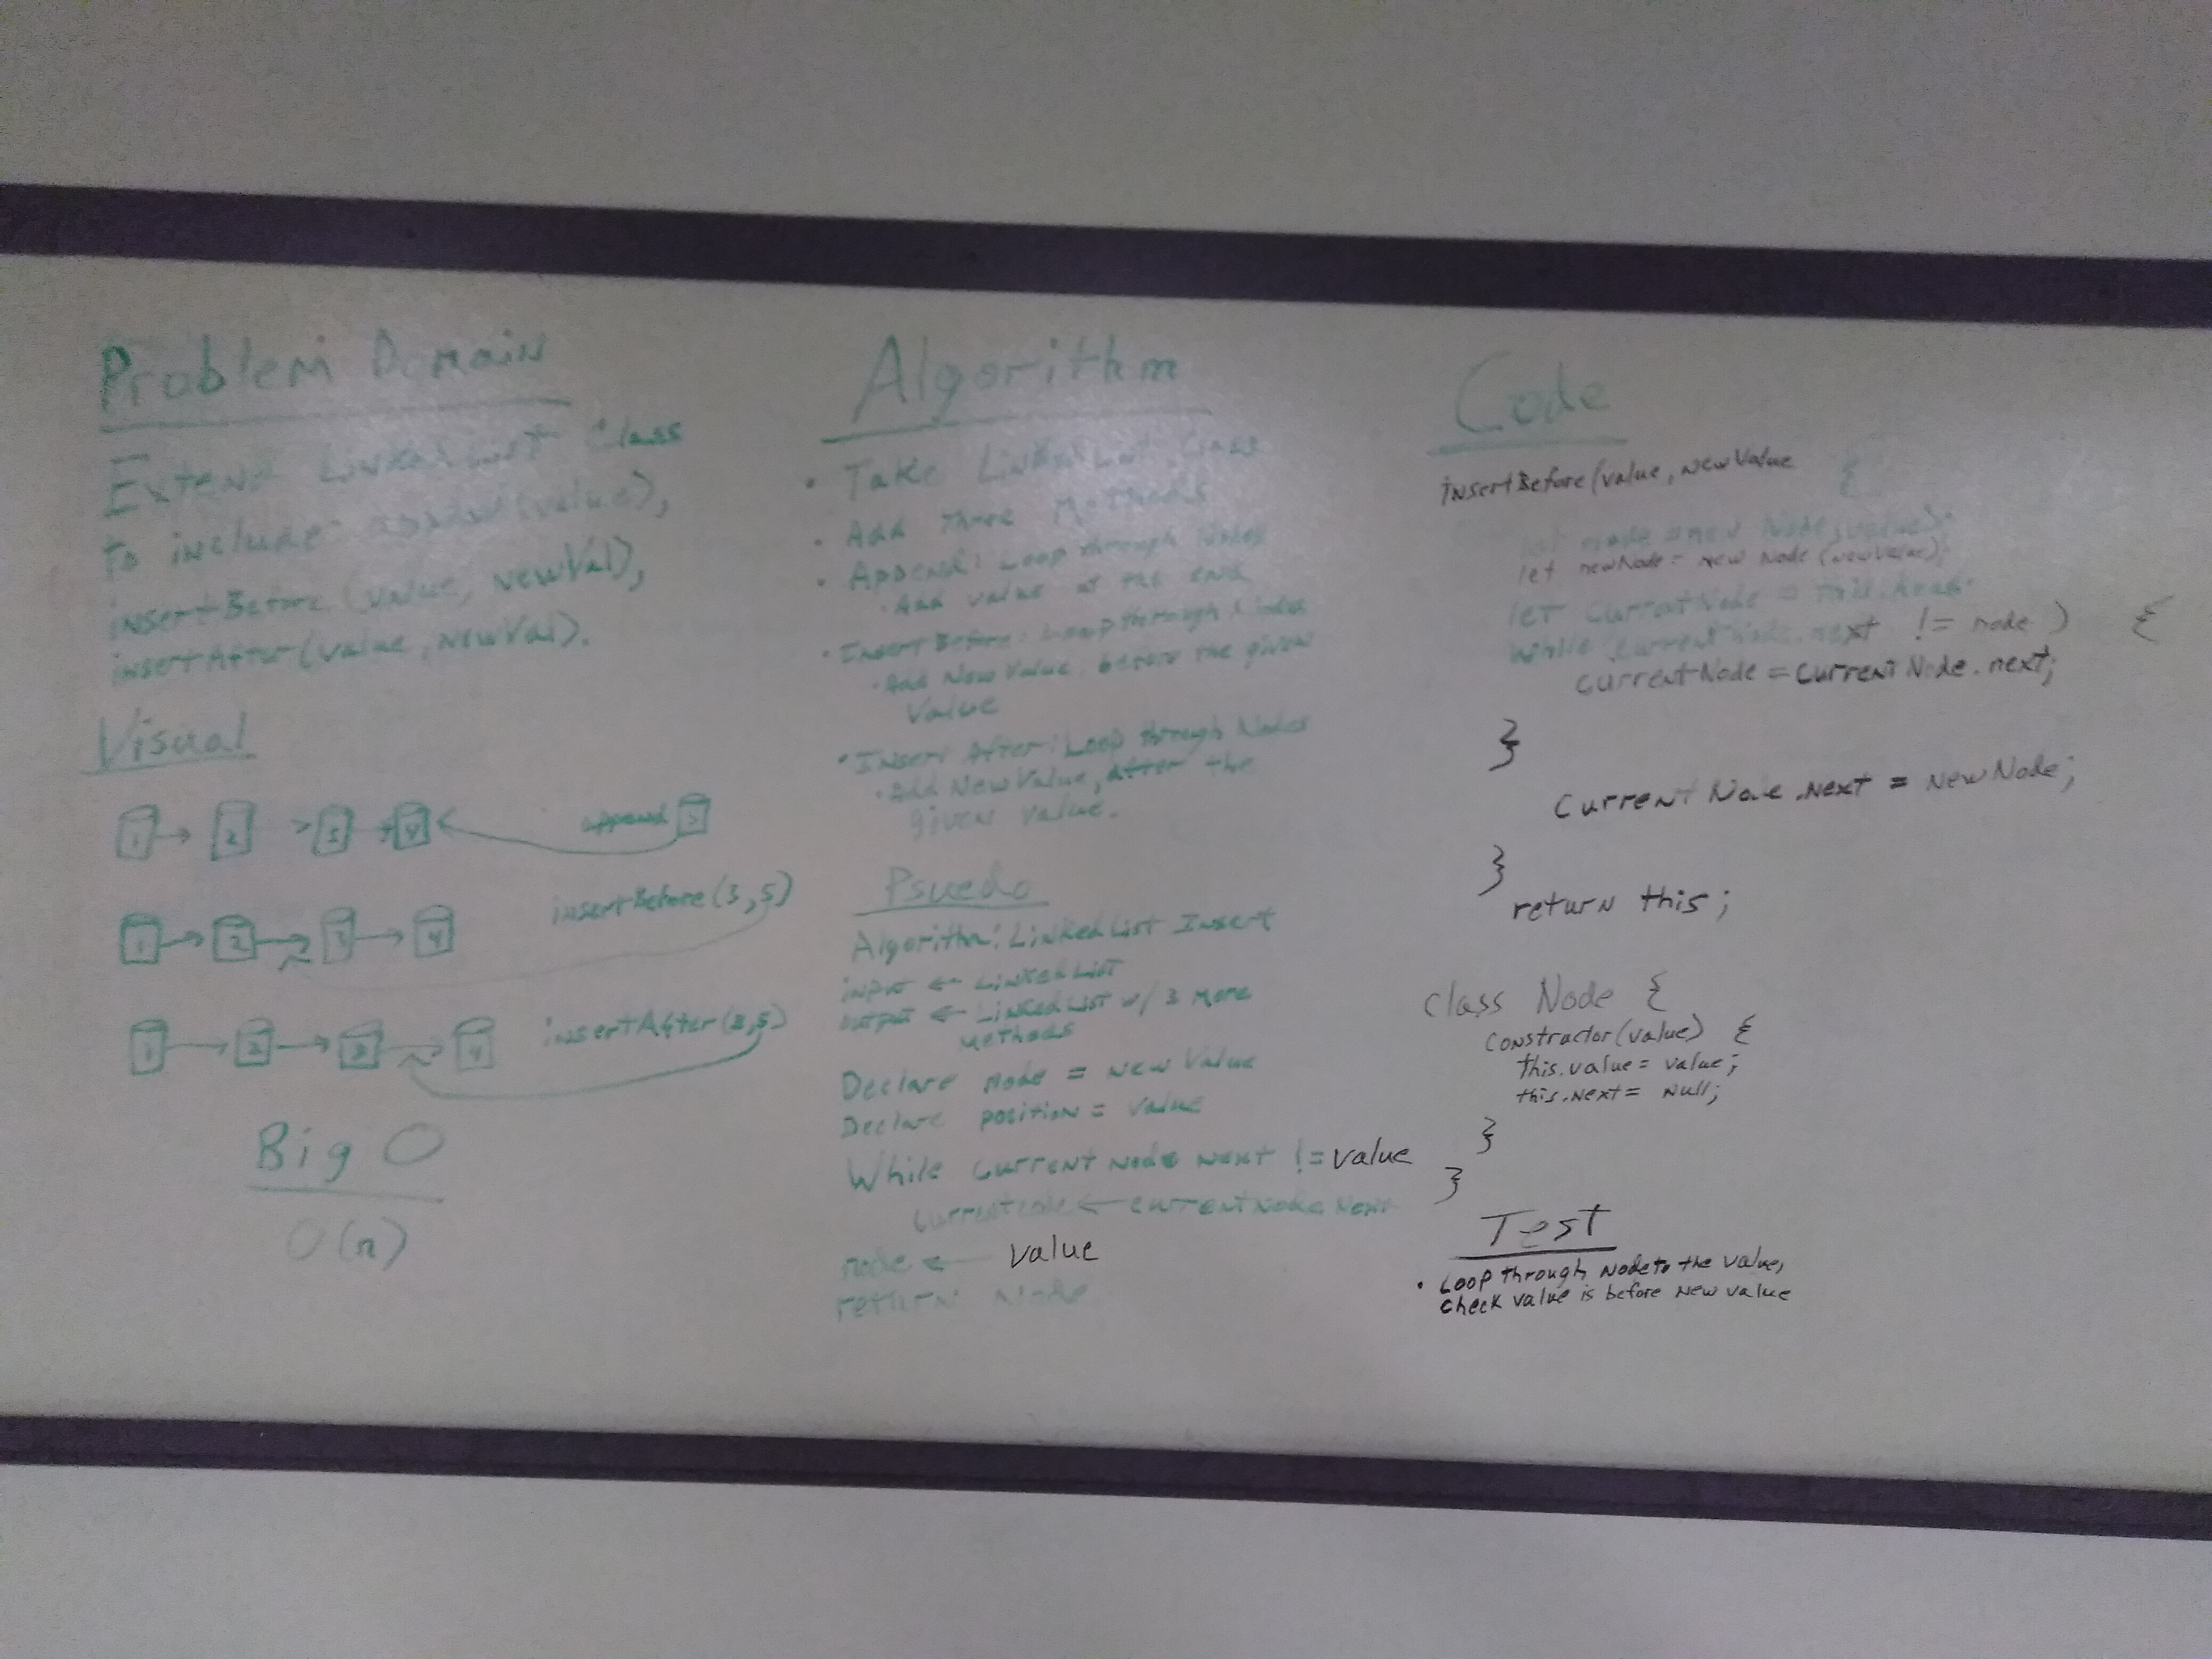 Problem Domain
Extend LinkedList Class
to include append(value),
insertBefore(value, newVal),
insertAfter(value, newVal).
Visual
1 2 3 4 append 5
1 2 3 4 insertBefore(3,5)
1 2 3 4 insertAfter(3,5)
Big O
O(n)
Algorithm
• Take LinkedList Class
• Add three Methods
• Append: Loop through Nodes
• Add value at the end
• Insert Before: Loop through Nodes
• Add New Value, before the given
Value
• Insert After: Loop through Nodes
• Add New Value, after the
given value.
Psuedo
Algorithm: Linked List Insert
input ← Linked List
output ← Linked List w/ 3 More
Methods
Declare Node = New Value
Declare position = value
While current Node Next != value
← current Node Next
node ← value
return Node
Code
insertBefore(value, newValue {
let node = new Node(value);
let newNode = new Node(newValue);
let currentNode = this.head;
while (currentNode.next != node) {
currentNode = currentNode.next;
}
currentNode.next = newNode;
}
return this;
class Node {
constructor(value) {
this.value = value;
this.next = null;
}
}
Test
• Loop through Node to the value,
check value is before new value